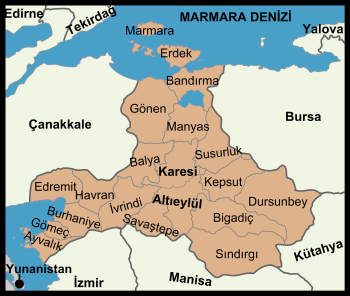 Edirne
Tekirdağ
MARMARA DENİZİ
Yalova
Marmara
Erdek
Bandırma
Gönen
Manyas
Bursa
Çanakkale
Balya
Susurluk
Karesi
Kepsut
Edremit
Havran
İvrindi
Altıeylül
Dursunbey
Burhaniye
Savaştepe
Bigadiç
Gömeç
Ayvalık
Sındırgı
Kütahya
Yunanistan
İzmir
Manisa